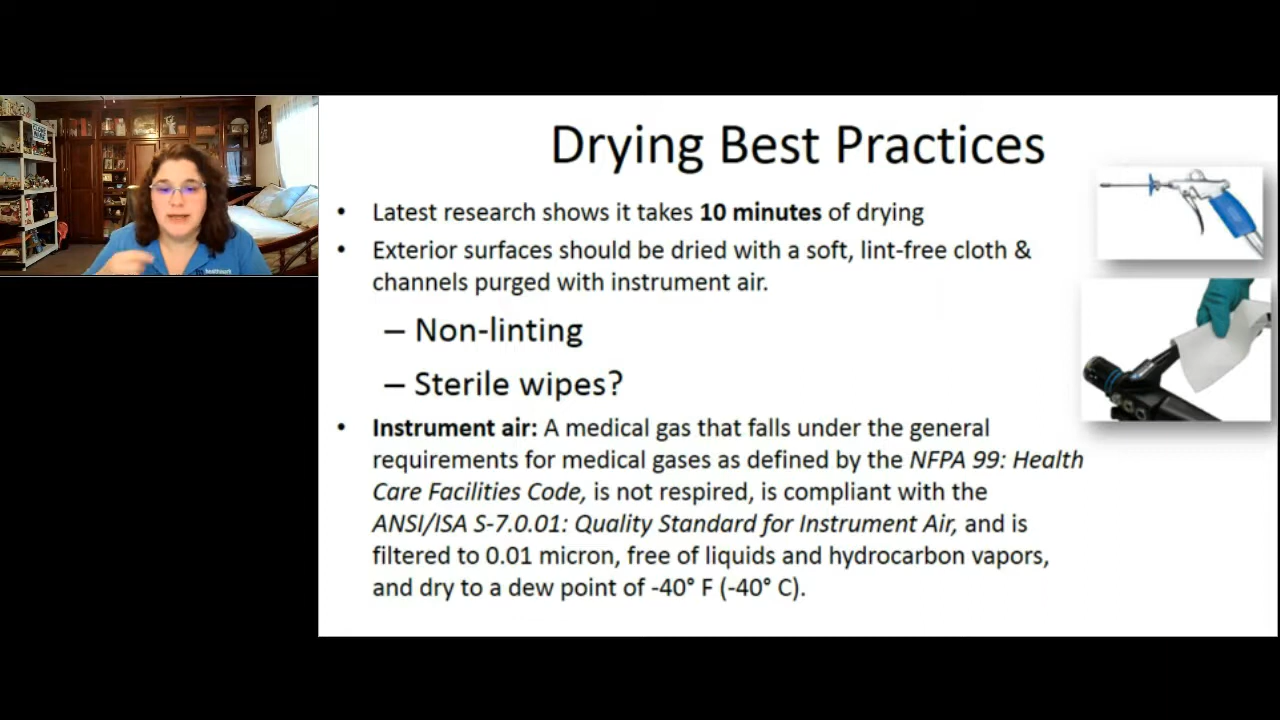 Drying Best Practices
• Latest research shows it takes 10 minutes of drying
• Exterior surfaces should be dried with a soft, lint-free cloth &
channels purged with instrument air.
– Non-linting
– Sterile wipes?
• Instrument air: A medical gas that falls under the general
requirements for medical gases as defined by the NFPA 99: Health
Care Facilities Code, is not respired, is compliant with the
ANSI/ISA S-7.0.01: Quality Standard for Instrument Air, and is
filtered to 0.01 micron, free of liquids and hydrocarbon vapors,
and dry to a dew point of -40° F (-40° C).